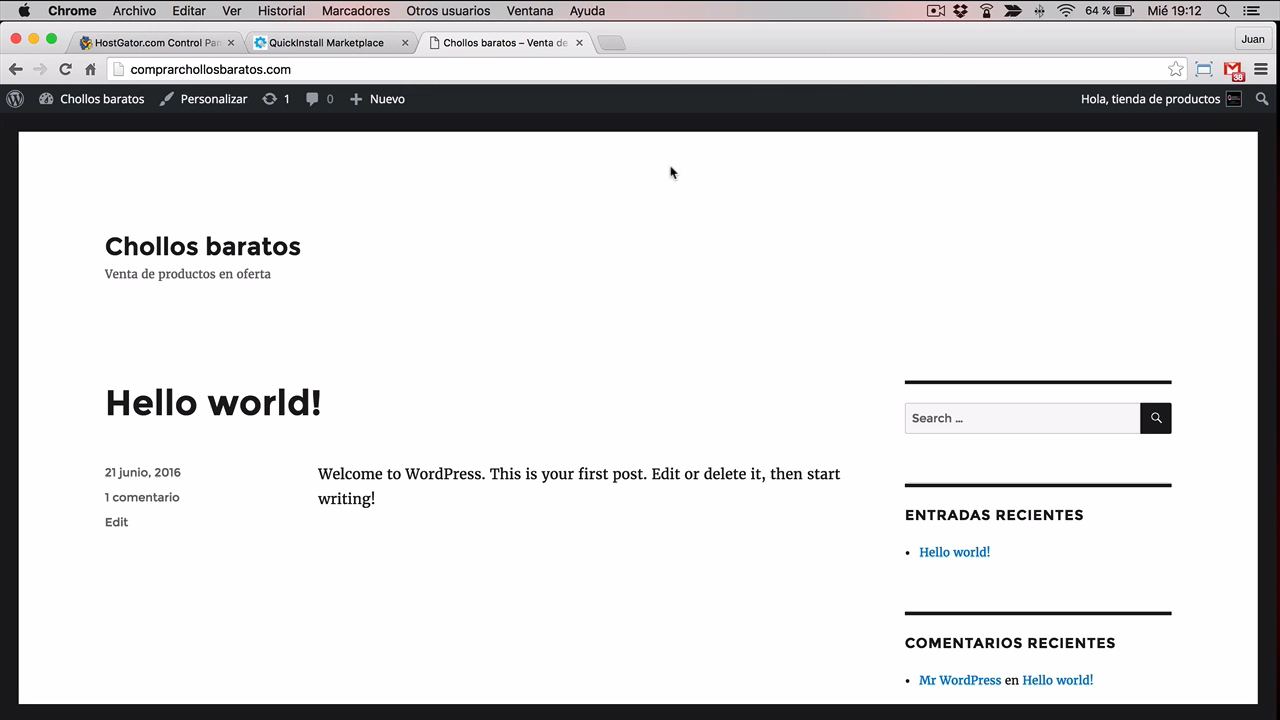 Chrome Archivo Editar Ver Historial Marcadores Otros usuarios Ventana Ayuda 64 % Mié 19:12
HostGator.com Control Pan QuickInstall Marketplace Chollos baratos – Venta de Juan
comprarchollosbaratos.com 38
Chollos baratos Personalizar 1 0 Nuevo Hola, tienda de productos
Chollos baratos
Venta de productos en oferta
Hello world!
21 junio, 2016
1 comentario
Edit
Welcome to WordPress. This is your first post. Edit or delete it, then start
writing!
Search ...
ENTRADAS RECIENTES
• Hello world!
COMENTARIOS RECIENTES
• Mr WordPress en Hello world!